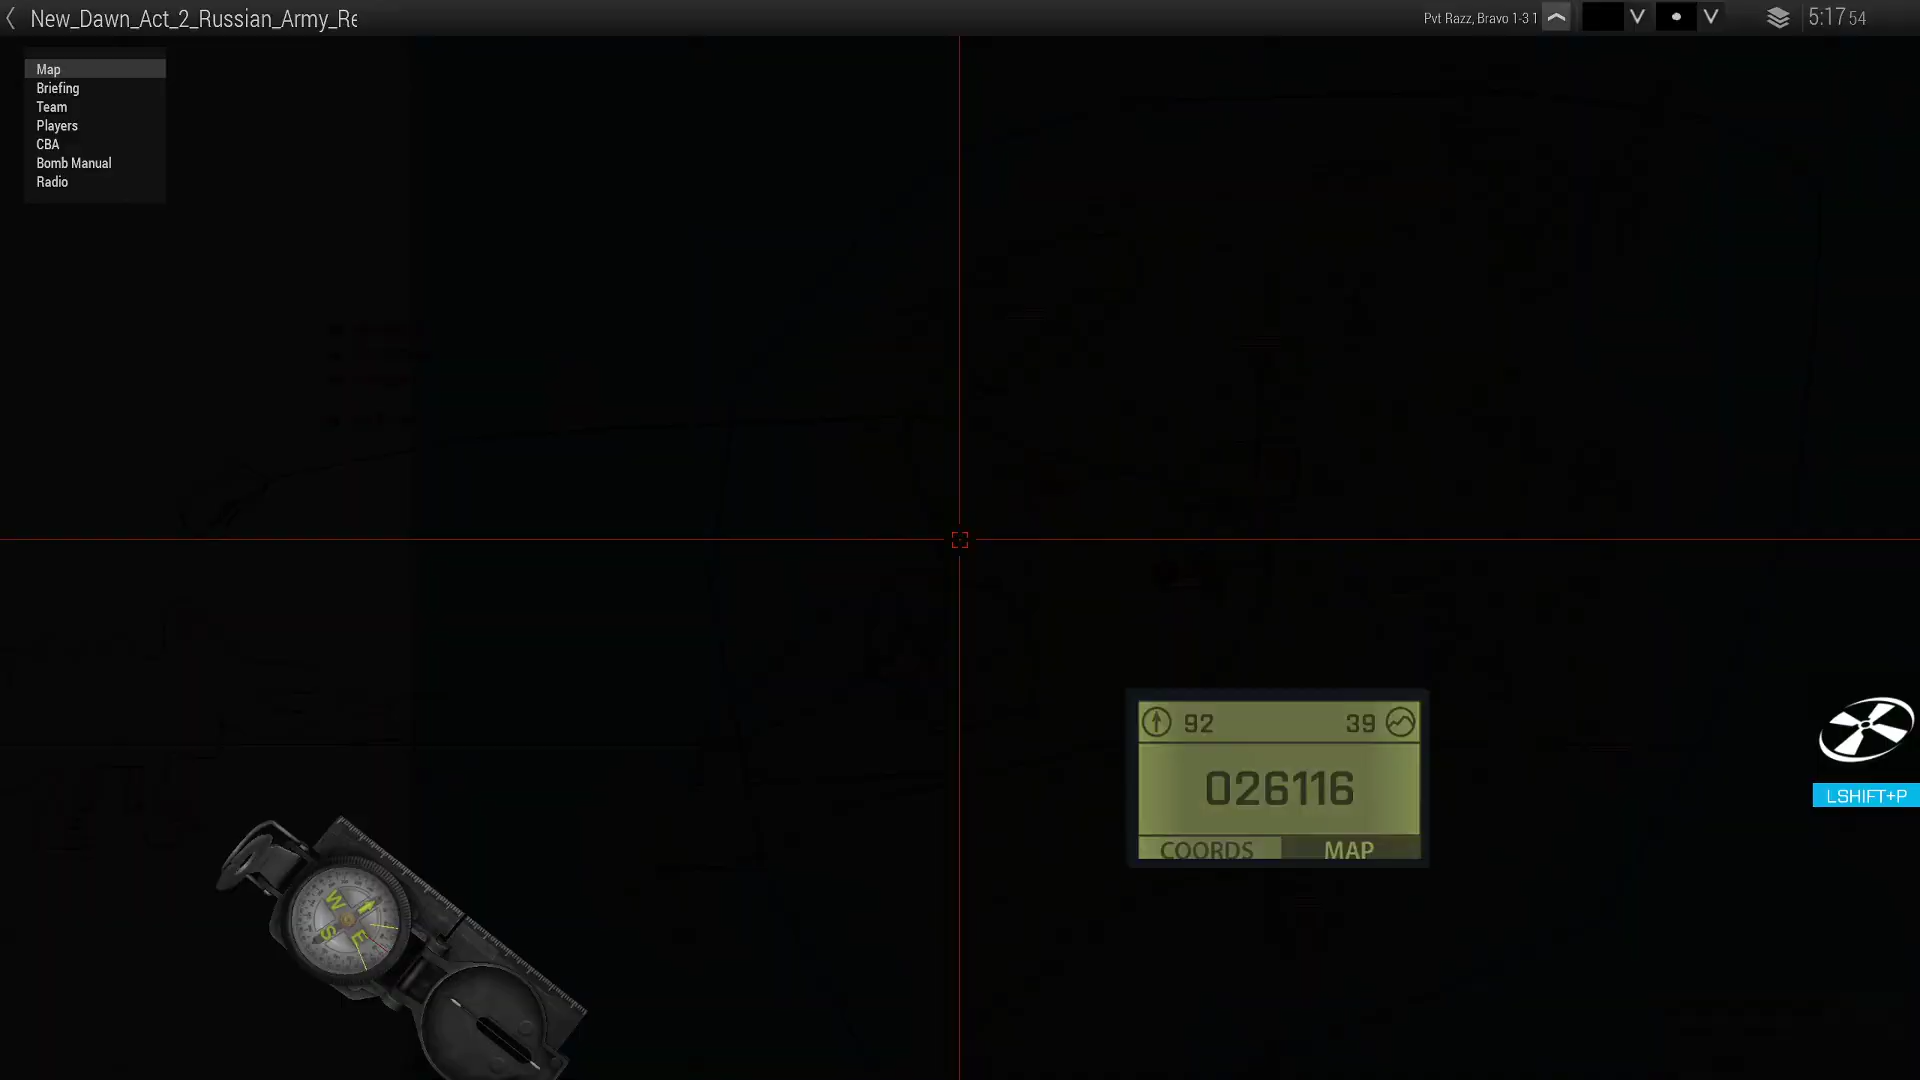 New_Dawn_Act_2_Russian_Army_Re
Pvt Razz, Bravo 1-3 1
5:17 54
Map
Briefing
Team
Players
CBA
Bomb Manual
Radio
92
39
026116
COORDS
MAP
LSHIFT+P
W
S
E